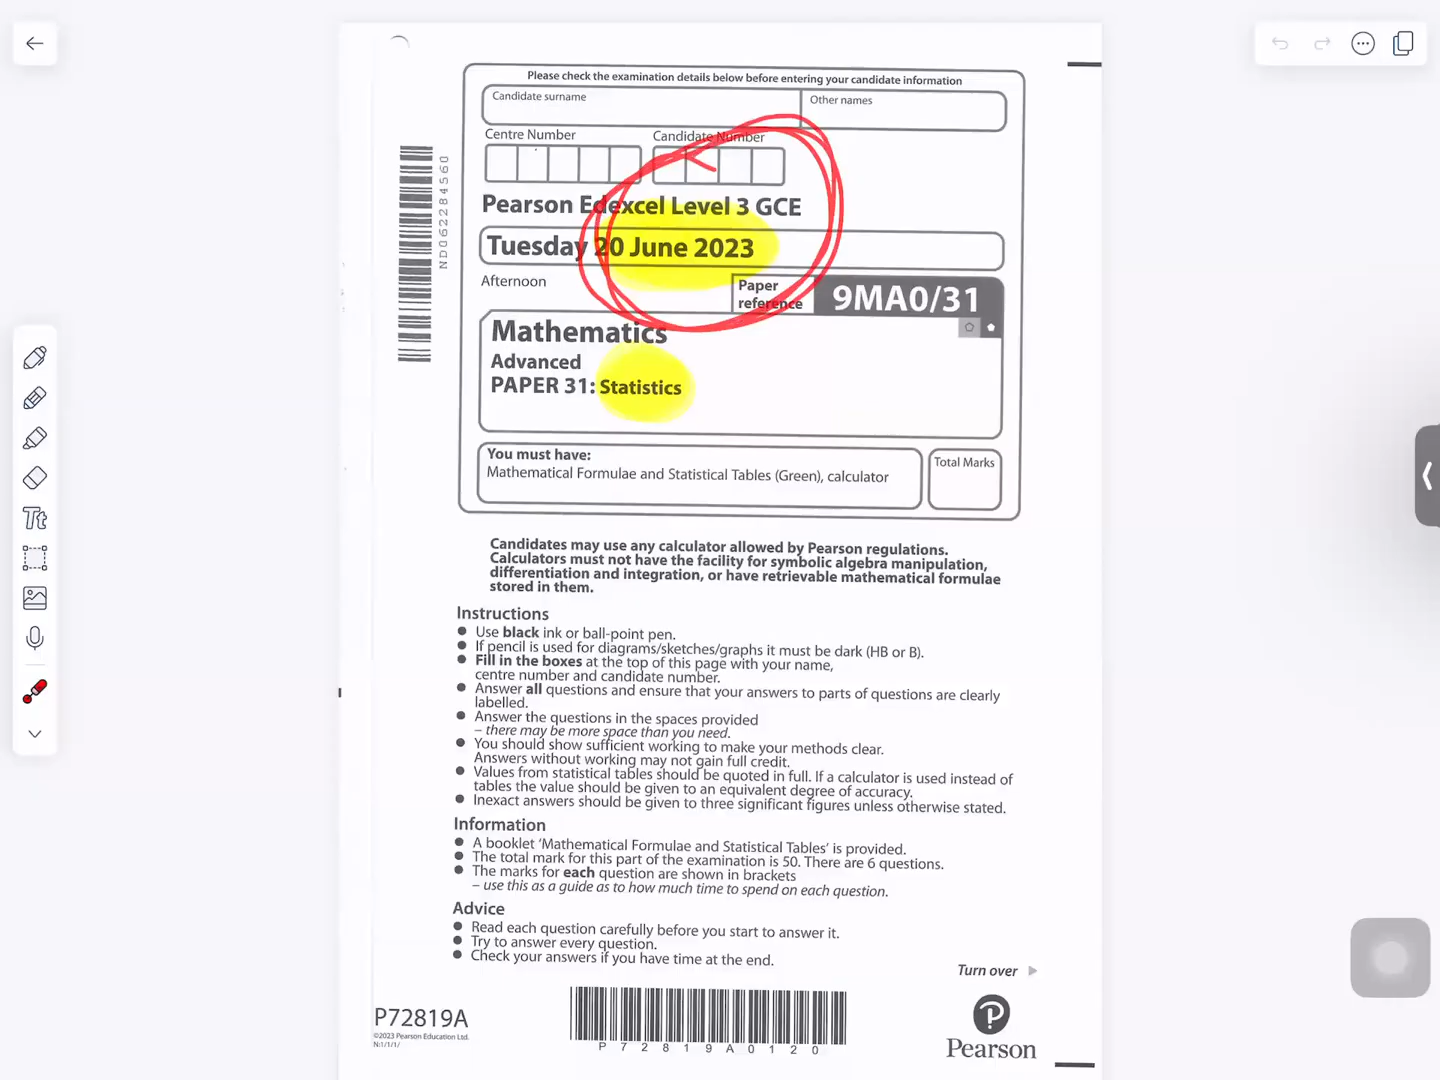 Please check the examination details below before entering your candidate information
Candidate surname
Other names
Centre Number
Candidate Number
Pearson Edexcel Level 3 GCE
Tuesday 20 June 2023
Afternoon
Paper
reference
9MA0/31
Mathematics
Advanced
PAPER 31: Statistics
You must have:
Mathematical Formulae and Statistical Tables (Green), calculator
Total Marks
ND062284560
Candidates may use any calculator allowed by Pearson regulations.
Calculators must not have the facility for symbolic algebra manipulation,
differentiation and integration, or have retrievable mathematical formulae
stored in them.
Instructions
● Use black ink or ball-point pen.
● If pencil is used for diagrams/sketches/graphs it must be dark (HB or B).
● Fill in the boxes at the top of this page with your name,
centre number and candidate number.
● Answer all questions and ensure that your answers to parts of questions are clearly
labelled.
● Answer the questions in the spaces provided
– there may be more space than you need.
● You should show sufficient working to make your methods clear.
Answers without working may not gain full credit.
● Values from statistical tables should be quoted in full. If a calculator is used instead of
tables the value should be given to an equivalent degree of accuracy.
● Inexact answers should be given to three significant figures unless otherwise stated.
Information
● A booklet ‘Mathematical Formulae and Statistical Tables’ is provided.
● The total mark for this part of the examination is 50. There are 6 questions.
● The marks for each question are shown in brackets
– use this as a guide as to how much time to spend on each question.
Advice
● Read each question carefully before you start to answer it.
● Try to answer every question.
● Check your answers if you have time at the end.
Turn over
P72819A
©2023 Pearson Education Ltd.
N:1/1/1/
P72819A0120
Pearson
Tt